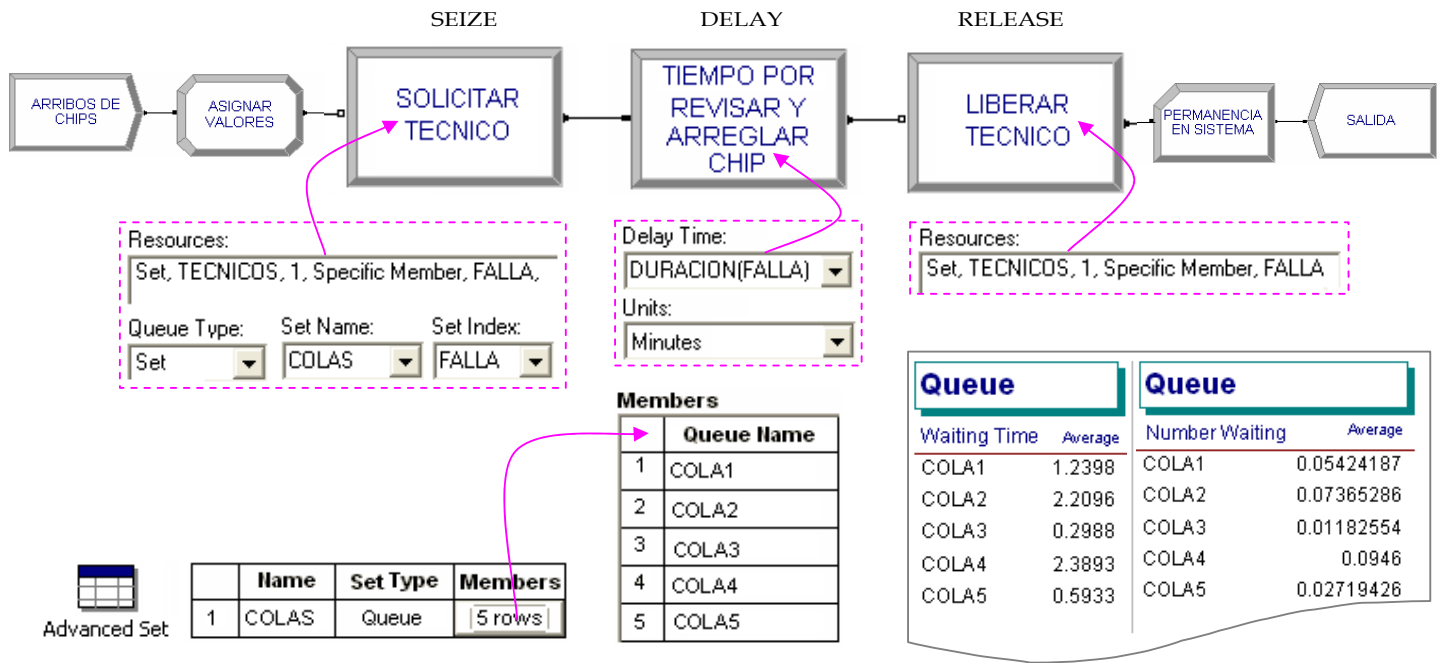 SEIZE
DELAY
RELEASE
ARRIBOS DE
CHIPS
ASIGNAR
VALORES
SOLICITAR
TECNICO
TIEMPO POR
REVISAR Y
ARREGLAR
CHIP
LIBERAR
TECNICO
PERMANENCIA
EN SISTEMA
SALIDA
Resources:
Set, TECNICOS, 1, Specific Member, FALLA,
Queue Type:
Set Name:
Set Index:
Set
COLAS
FALLA
Delay Time:
DURACION(FALLA)
Units:
Minutes
Resources:
Set, TECNICOS, 1, Specific Member, FALLA
Members
Queue Name
1 COLA1
2 COLA2
3 COLA3
4 COLA4
5 COLA5
Advanced Set
Name Set Type Members
1 COLAS Queue 5 rows
Queue
Waiting Time Average
COLA1 1.2398
COLA2 2.2096
COLA3 0.2988
COLA4 2.3893
COLA5 0.5933
Queue
Number Waiting Average
COLA1 0.05424187
COLA2 0.07365286
COLA3 0.01182554
COLA4 0.0946
COLA5 0.02719426